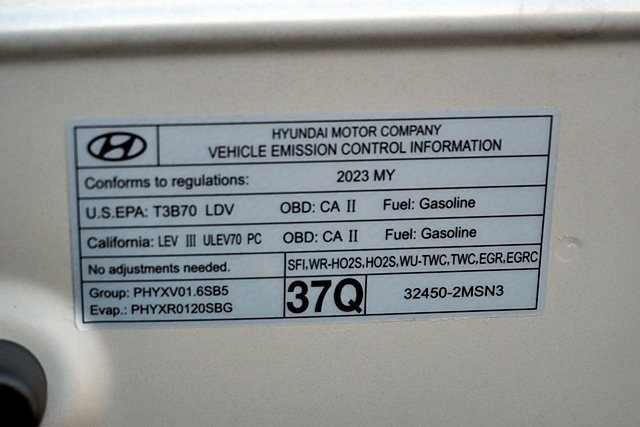 HYUNDAI MOTOR COMPANY
VEHICLE EMISSION CONTROL INFORMATION
Conforms to regulations: 2023 MY
U.S.EPA: T3B70 LDV OBD: CA II Fuel: Gasoline
California: LEV III ULEV70 PC OBD: CA II Fuel: Gasoline
No adjustments needed. SFI,WR-HO2S,HO2S,WU-TWC,TWC,EGR,EGRC
Group: PHYXV01.6SB5
Evap.: PHYXR0120SBG
37Q
32450-2MSN3